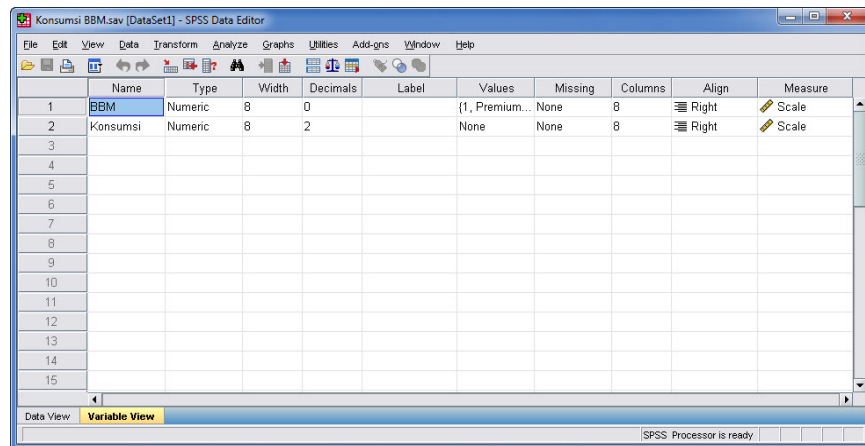 Konsumsi BBM.sav [DataSet1] - SPSS Data Editor
File Edit View Data Transform Analyze Graphs Utilities Add-ons Window Help
Name Type Width Decimals Label Values Missing Columns Align Measure
1 BBM Numeric 8 0 {1, Premium... None 8 Right Scale
2 Konsumsi Numeric 8 2 None None 8 Right Scale
3
4
5
6
7
8
9
10
11
12
13
14
15
Data View Variable View
SPSS Processor is ready